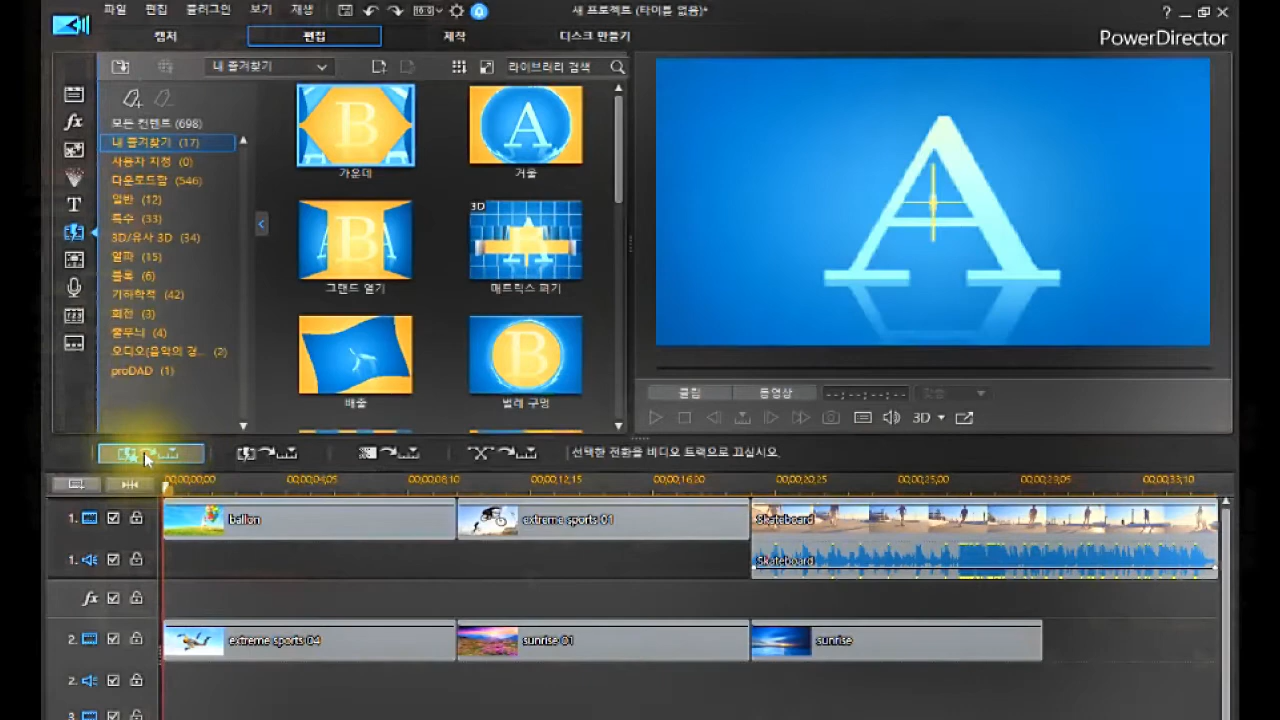 파일 편집 플러그인 보기 재생 새 프로젝트 (타이틀 없음)*
캡처 편집 제작 디스크 만들기 PowerDirector
내 즐겨찾기 라이브러리 검색
모든 컨텐트 (698)
내 즐겨찾기 (17)
사용자 지정 (0)
다운로드함 (546)
일반 (12)
특수 (33)
3D/유사 3D (34)
알파 (15)
블록 (6)
기하학적 (42)
회전 (3)
줄무늬 (4)
오디오(음악의 경... (2)
proDAD (1)
B A
가운데 거울
A B A 3D A
그랜드 열기 매트릭스 펴기
B
배출 벌레 구멍
A
클립 동영상 --;--;--;--
3D
선택한 전환을 비디오 트랙으로 끄십시오.
00;00;00;00 00;00;04;05 00;00;08;10 00;00;12;15 00;00;16;20 00;00;20;25 00;00;25;00 00;00;29;05 00;00;33;10
1. ballon extreme sports 01 Skateboard
1. Skateboard
fx
2. extreme sports 04 sunrise 01 sunrise
2.
3.